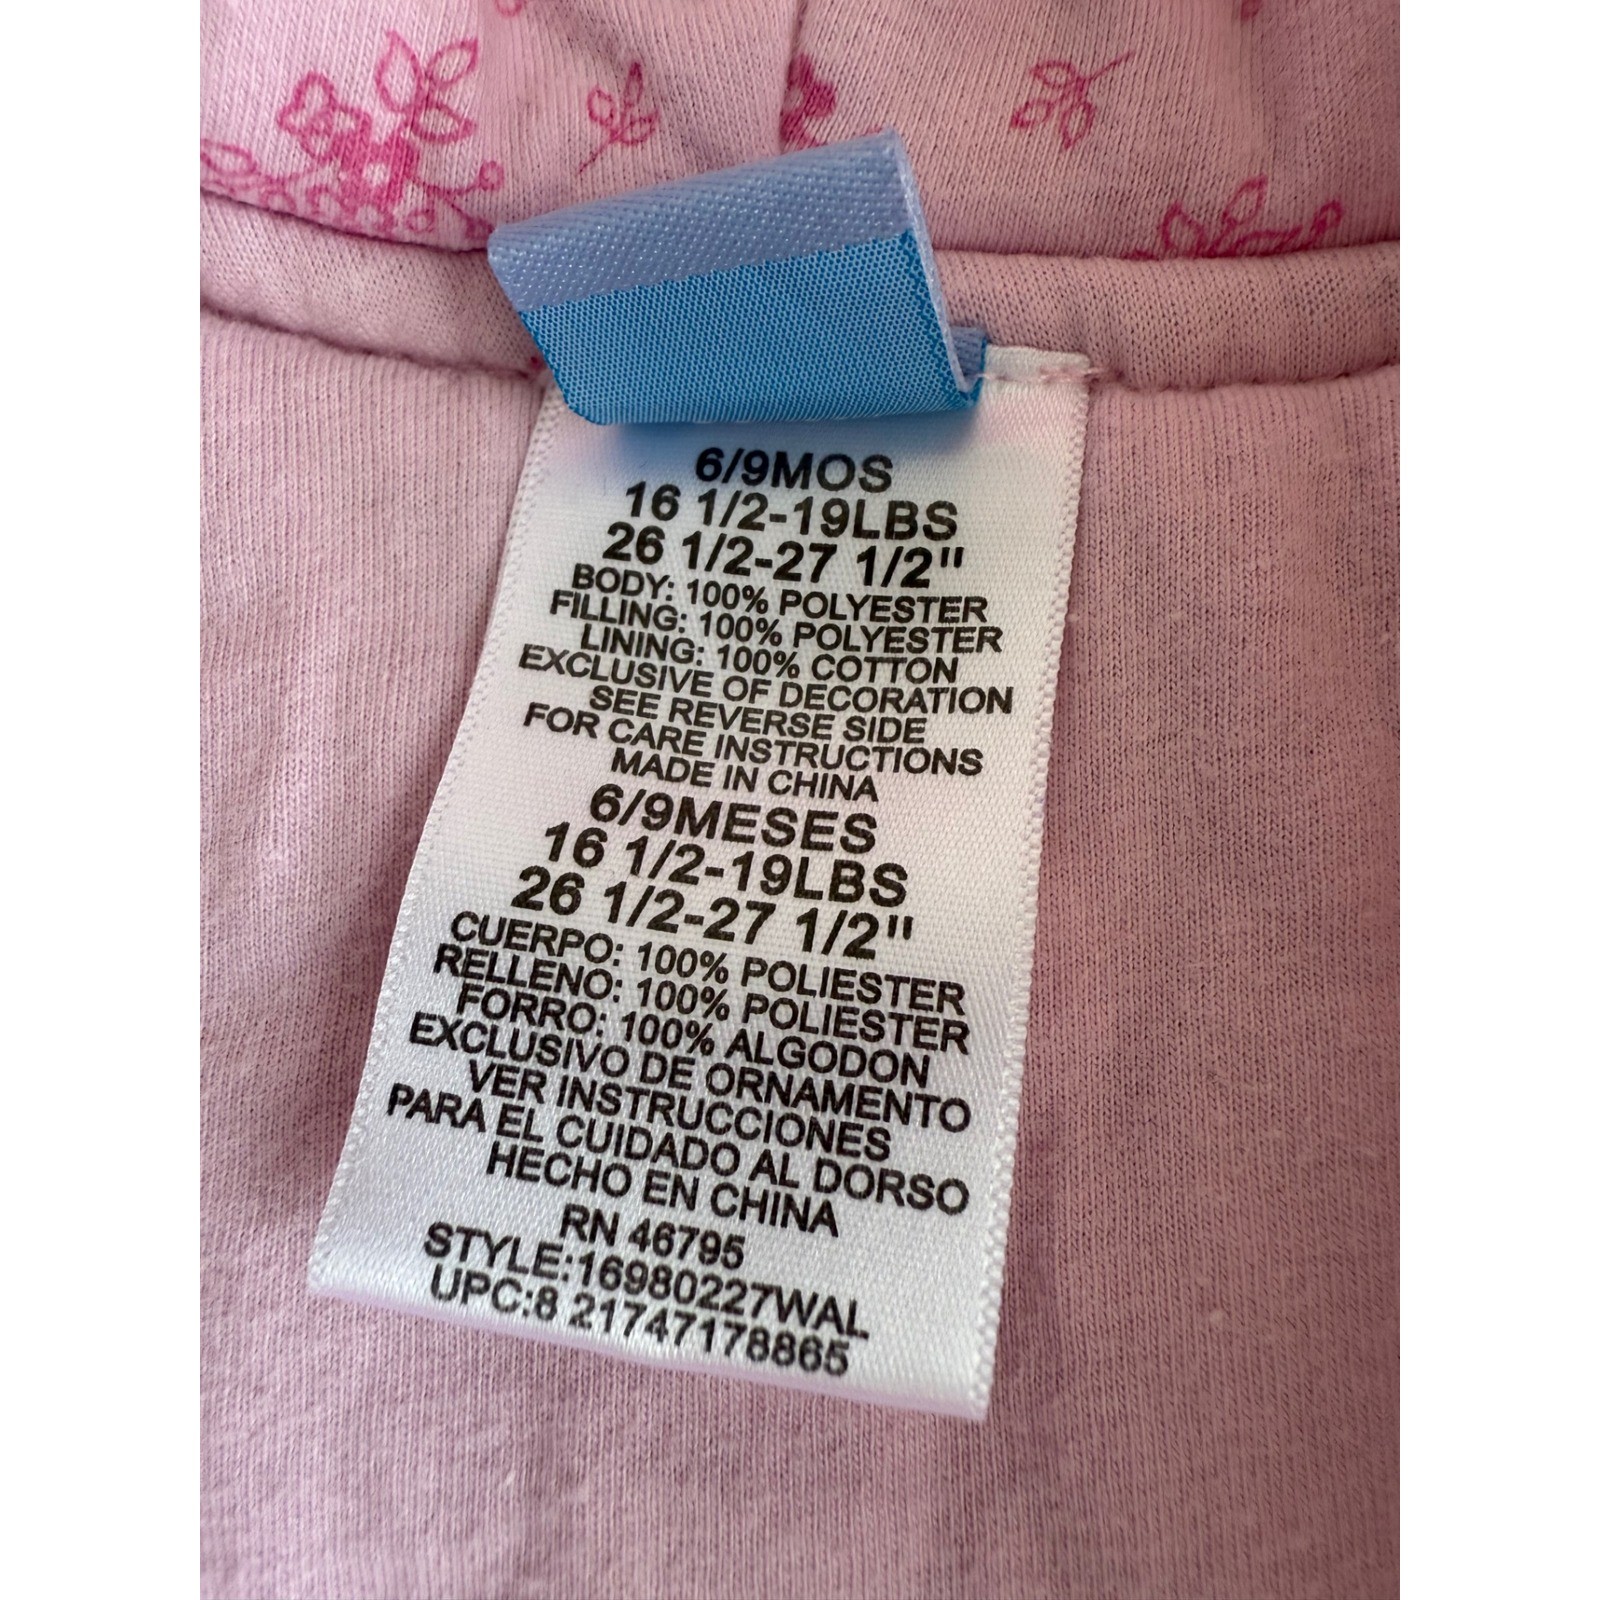 6/9MOS
16 1/2-19LBS
26 1/2-27 1/2"
BODY: 100% POLYESTER
FILLING: 100% POLYESTER
LINING: 100% COTTON
EXCLUSIVE OF DECORATION
SEE REVERSE SIDE
FOR CARE INSTRUCTIONS
MADE IN CHINA
6/9MESES
16 1/2-19LBS
26 1/2-27 1/2"
CUERPO: 100% POLIESTER
RELLENO: 100% POLIESTER
FORRO: 100% ALGODON
EXCLUSIVO DE ORNAMENTO
VER INSTRUCCIONES
PARA EL CUIDADO AL DORSO
HECHO EN CHINA
RN 46795
STYLE:16980227WAL
UPC:8 21747178865